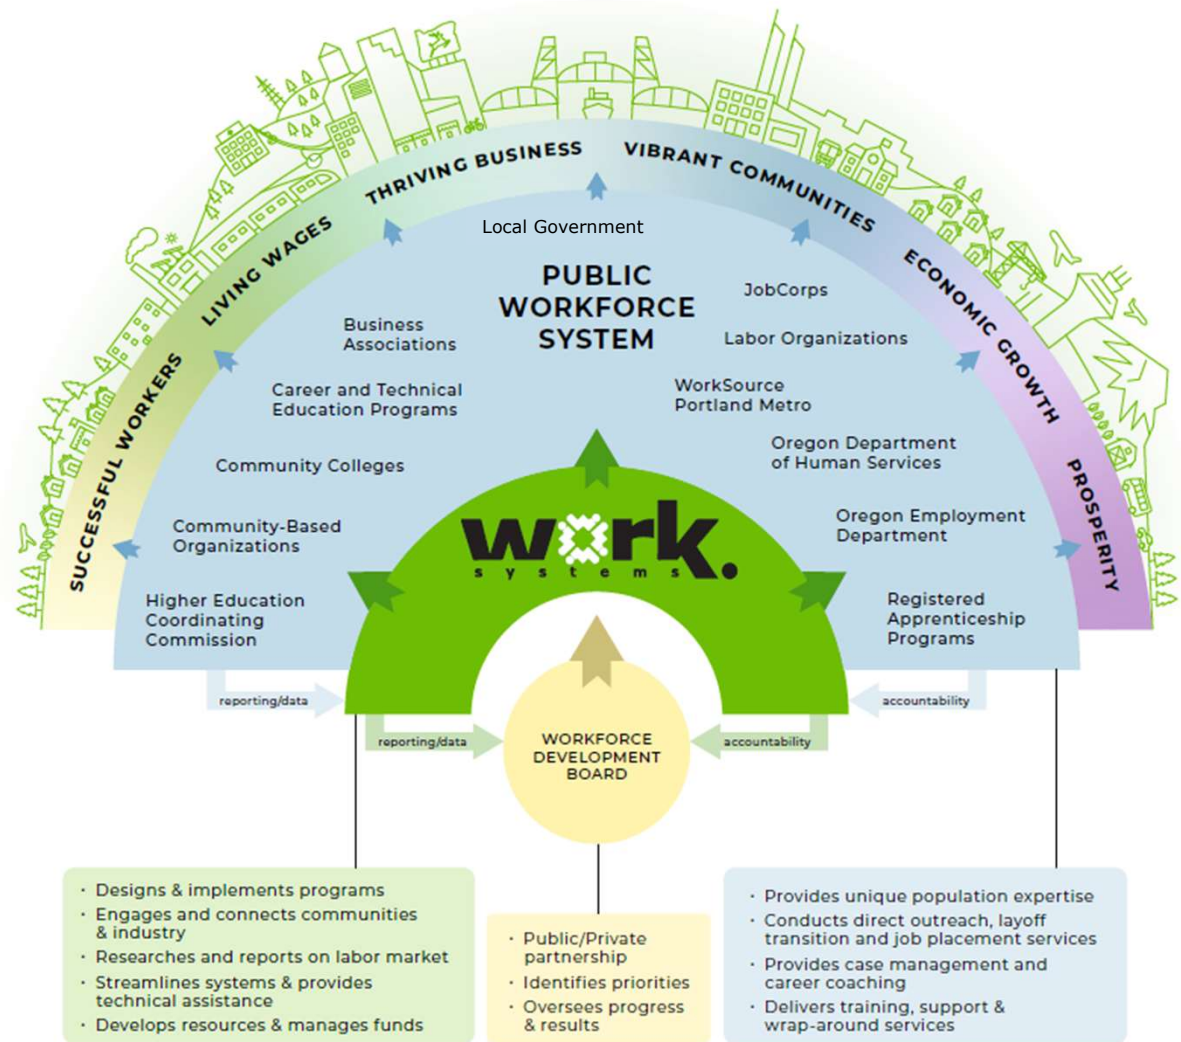 SUCCESSFUL WORKERS
LIVING WAGES
THRIVING BUSINESS
VIBRANT COMMUNITIES
ECONOMIC GROWTH
PROSPERITY
Local Government
PUBLIC
WORKFORCE
SYSTEM
Business
Associations
Career and Technical
Education Programs
Community Colleges
Community-Based
Organizations
Higher Education
Coordinating
Commission
JobCorps
Labor Organizations
WorkSource
Portland Metro
Oregon Department
of Human Services
Oregon Employment
Department
Registered
Apprenticeship
Programs
work.
systems
reporting/data
accountability
reporting/data
accountability
WORKFORCE
DEVELOPMENT
BOARD
· Designs & implements programs
· Engages and connects communities
& industry
· Researches and reports on labor market
· Streamlines systems & provides
technical assistance
· Develops resources & manages funds
· Public/Private
partnership
· Identifies priorities
· Oversees progress
& results
· Provides unique population expertise
· Conducts direct outreach, layoff
transition and job placement services
· Provides case management and
career coaching
· Delivers training, support &
wrap-around services